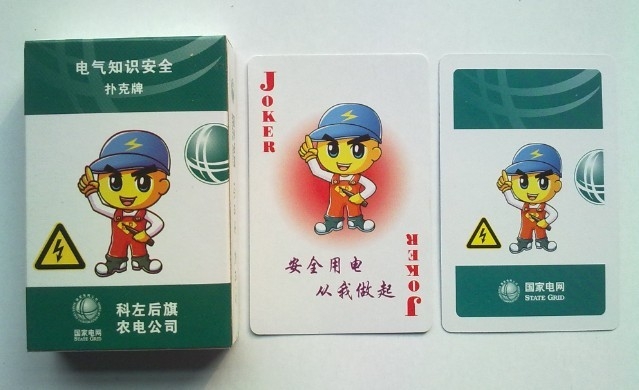 电气知识安全
扑克牌
国家电网
STATE GRID
科左后旗
农电公司
JOKER
安全用电
从我做起
JOKER
国家电网
STATE GRID